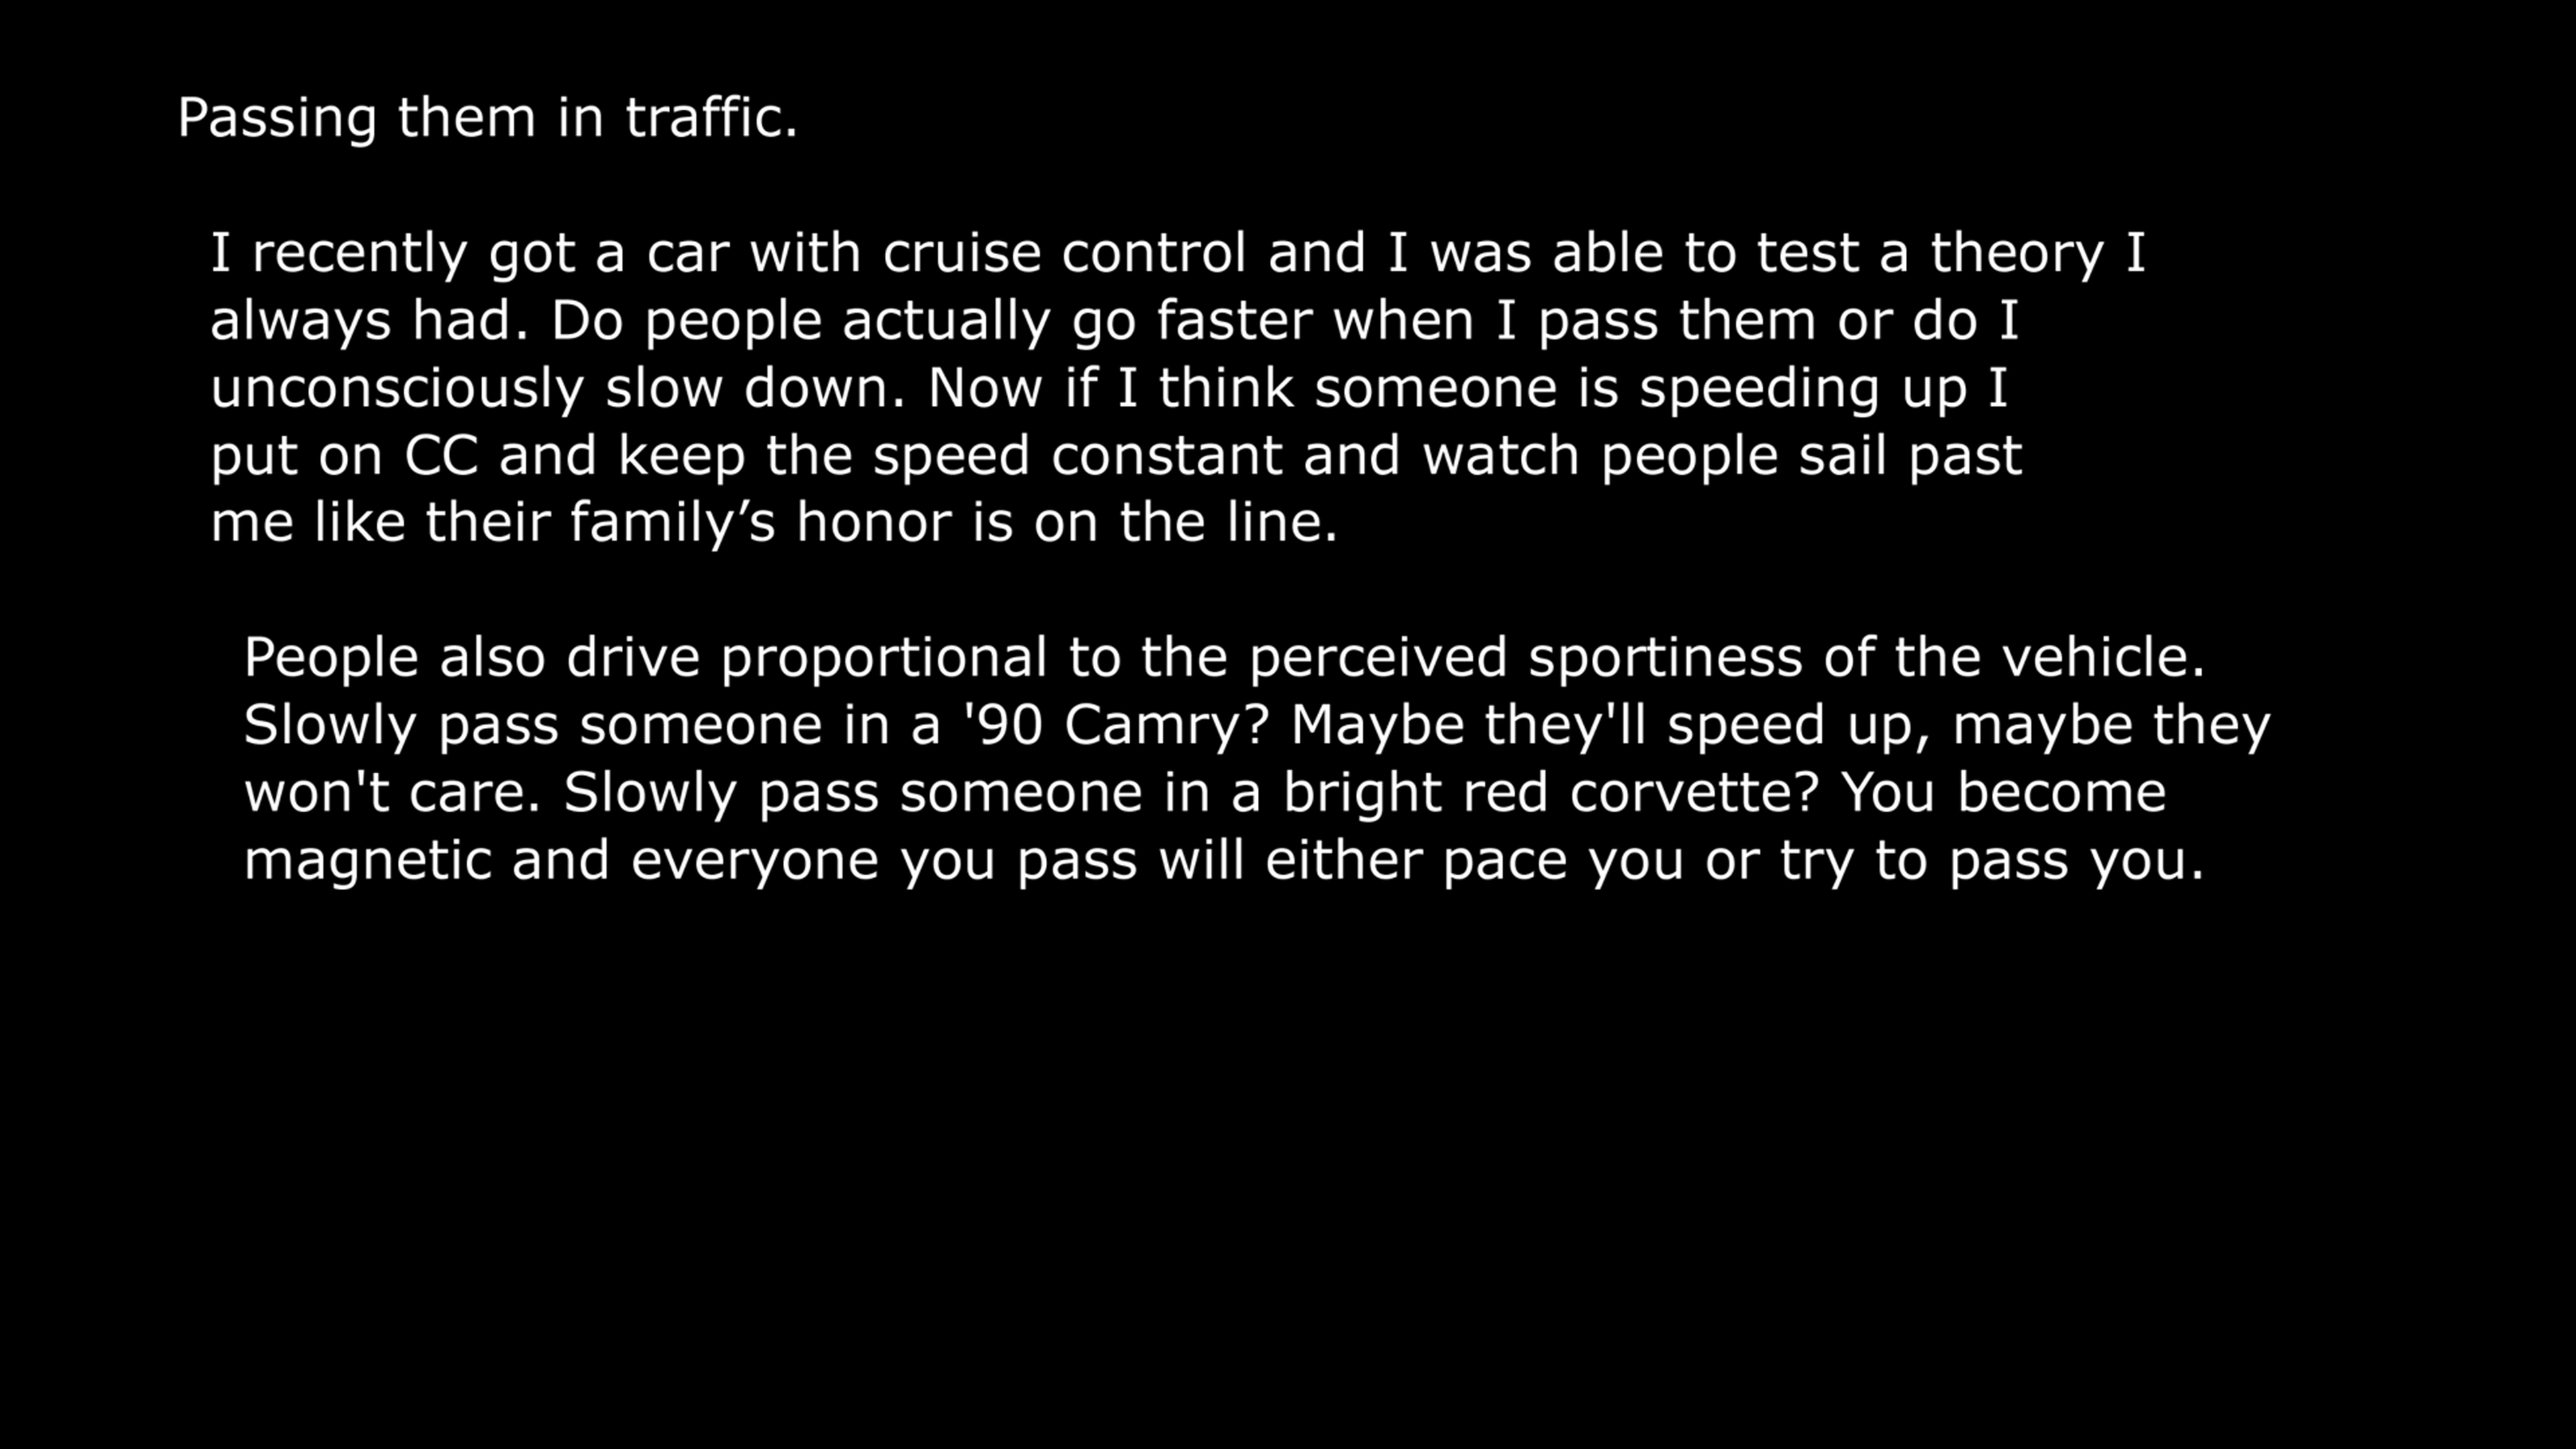 Passing them in traffic.
I recently got a car with cruise control and I was able to test a theory I
always had. Do people actually go faster when I pass them or do I
unconsciously slow down. Now if I think someone is speeding up I
put on CC and keep the speed constant and watch people sail past
me like their family’s honor is on the line.
People also drive proportional to the perceived sportiness of the vehicle.
Slowly pass someone in a '90 Camry? Maybe they'll speed up, maybe they
won't care. Slowly pass someone in a bright red corvette? You become
magnetic and everyone you pass will either pace you or try to pass you.